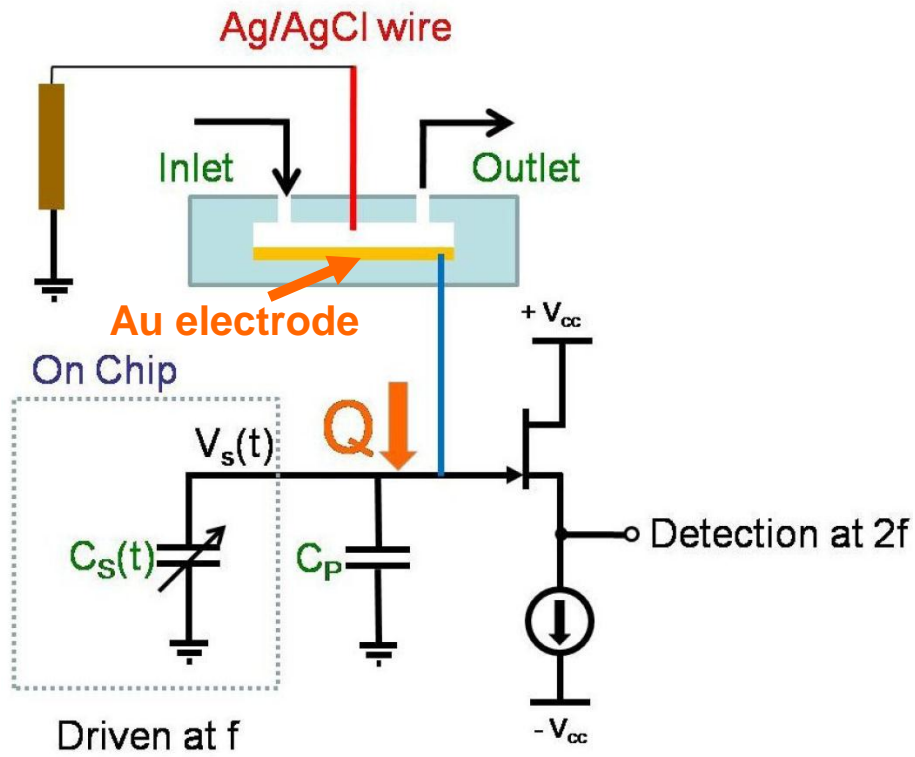 Ag/AgCl wire
Inlet
Outlet
Au electrode
+ Vcc
On Chip
Q
Vs(t)
Detection at 2f
CS(t)
CP
- Vcc
Driven at f